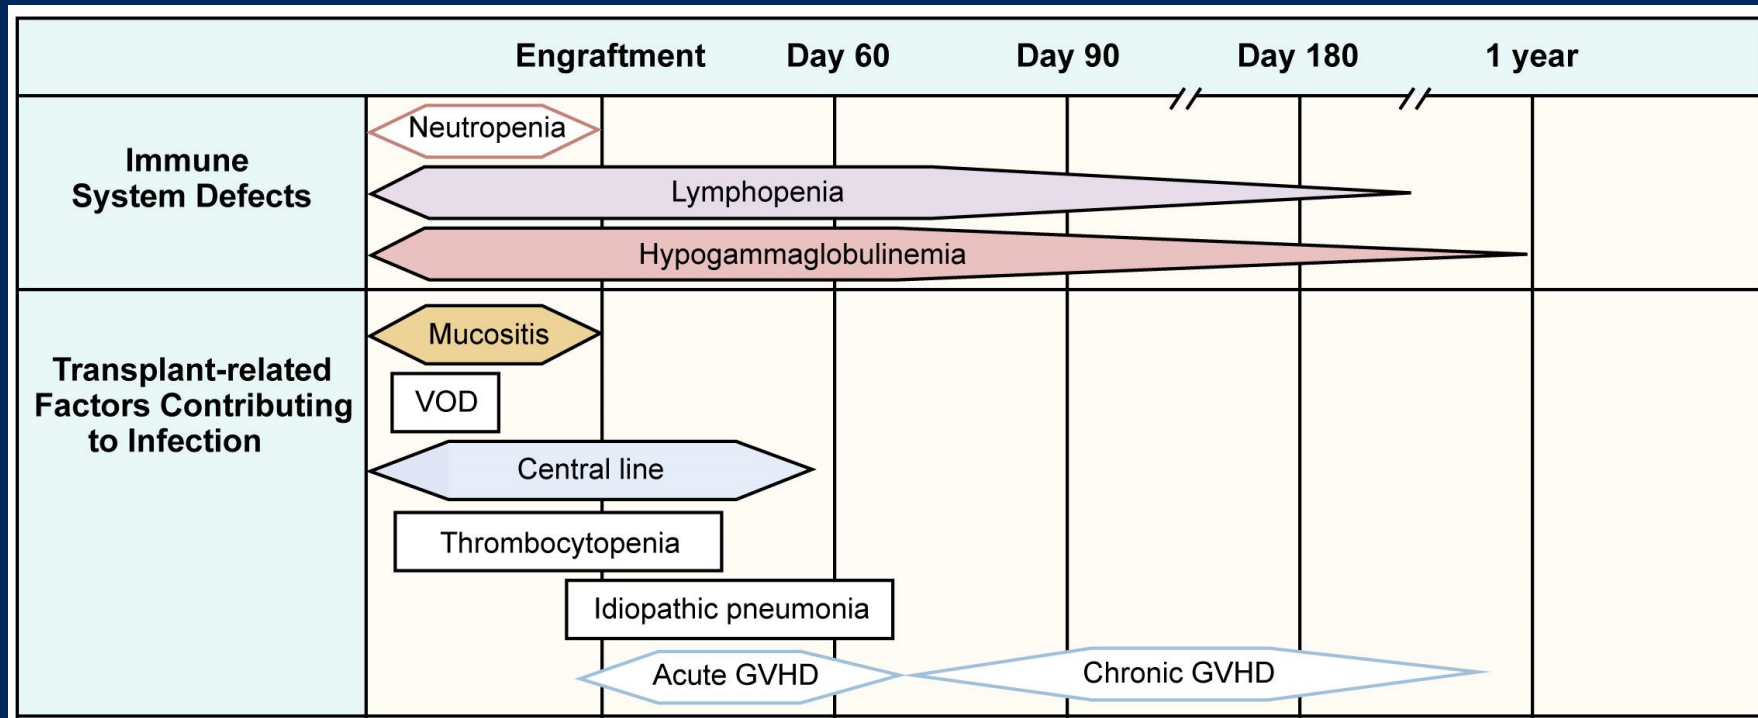 Engraftment Day 60 Day 90 Day 180 1 year
Immune
System Defects
Neutropenia
Lymphopenia
Hypogammaglobulinemia
Transplant-related
Factors Contributing
to Infection
Mucositis
VOD
Central line
Thrombocytopenia
Idiopathic pneumonia
Acute GVHD Chronic GVHD